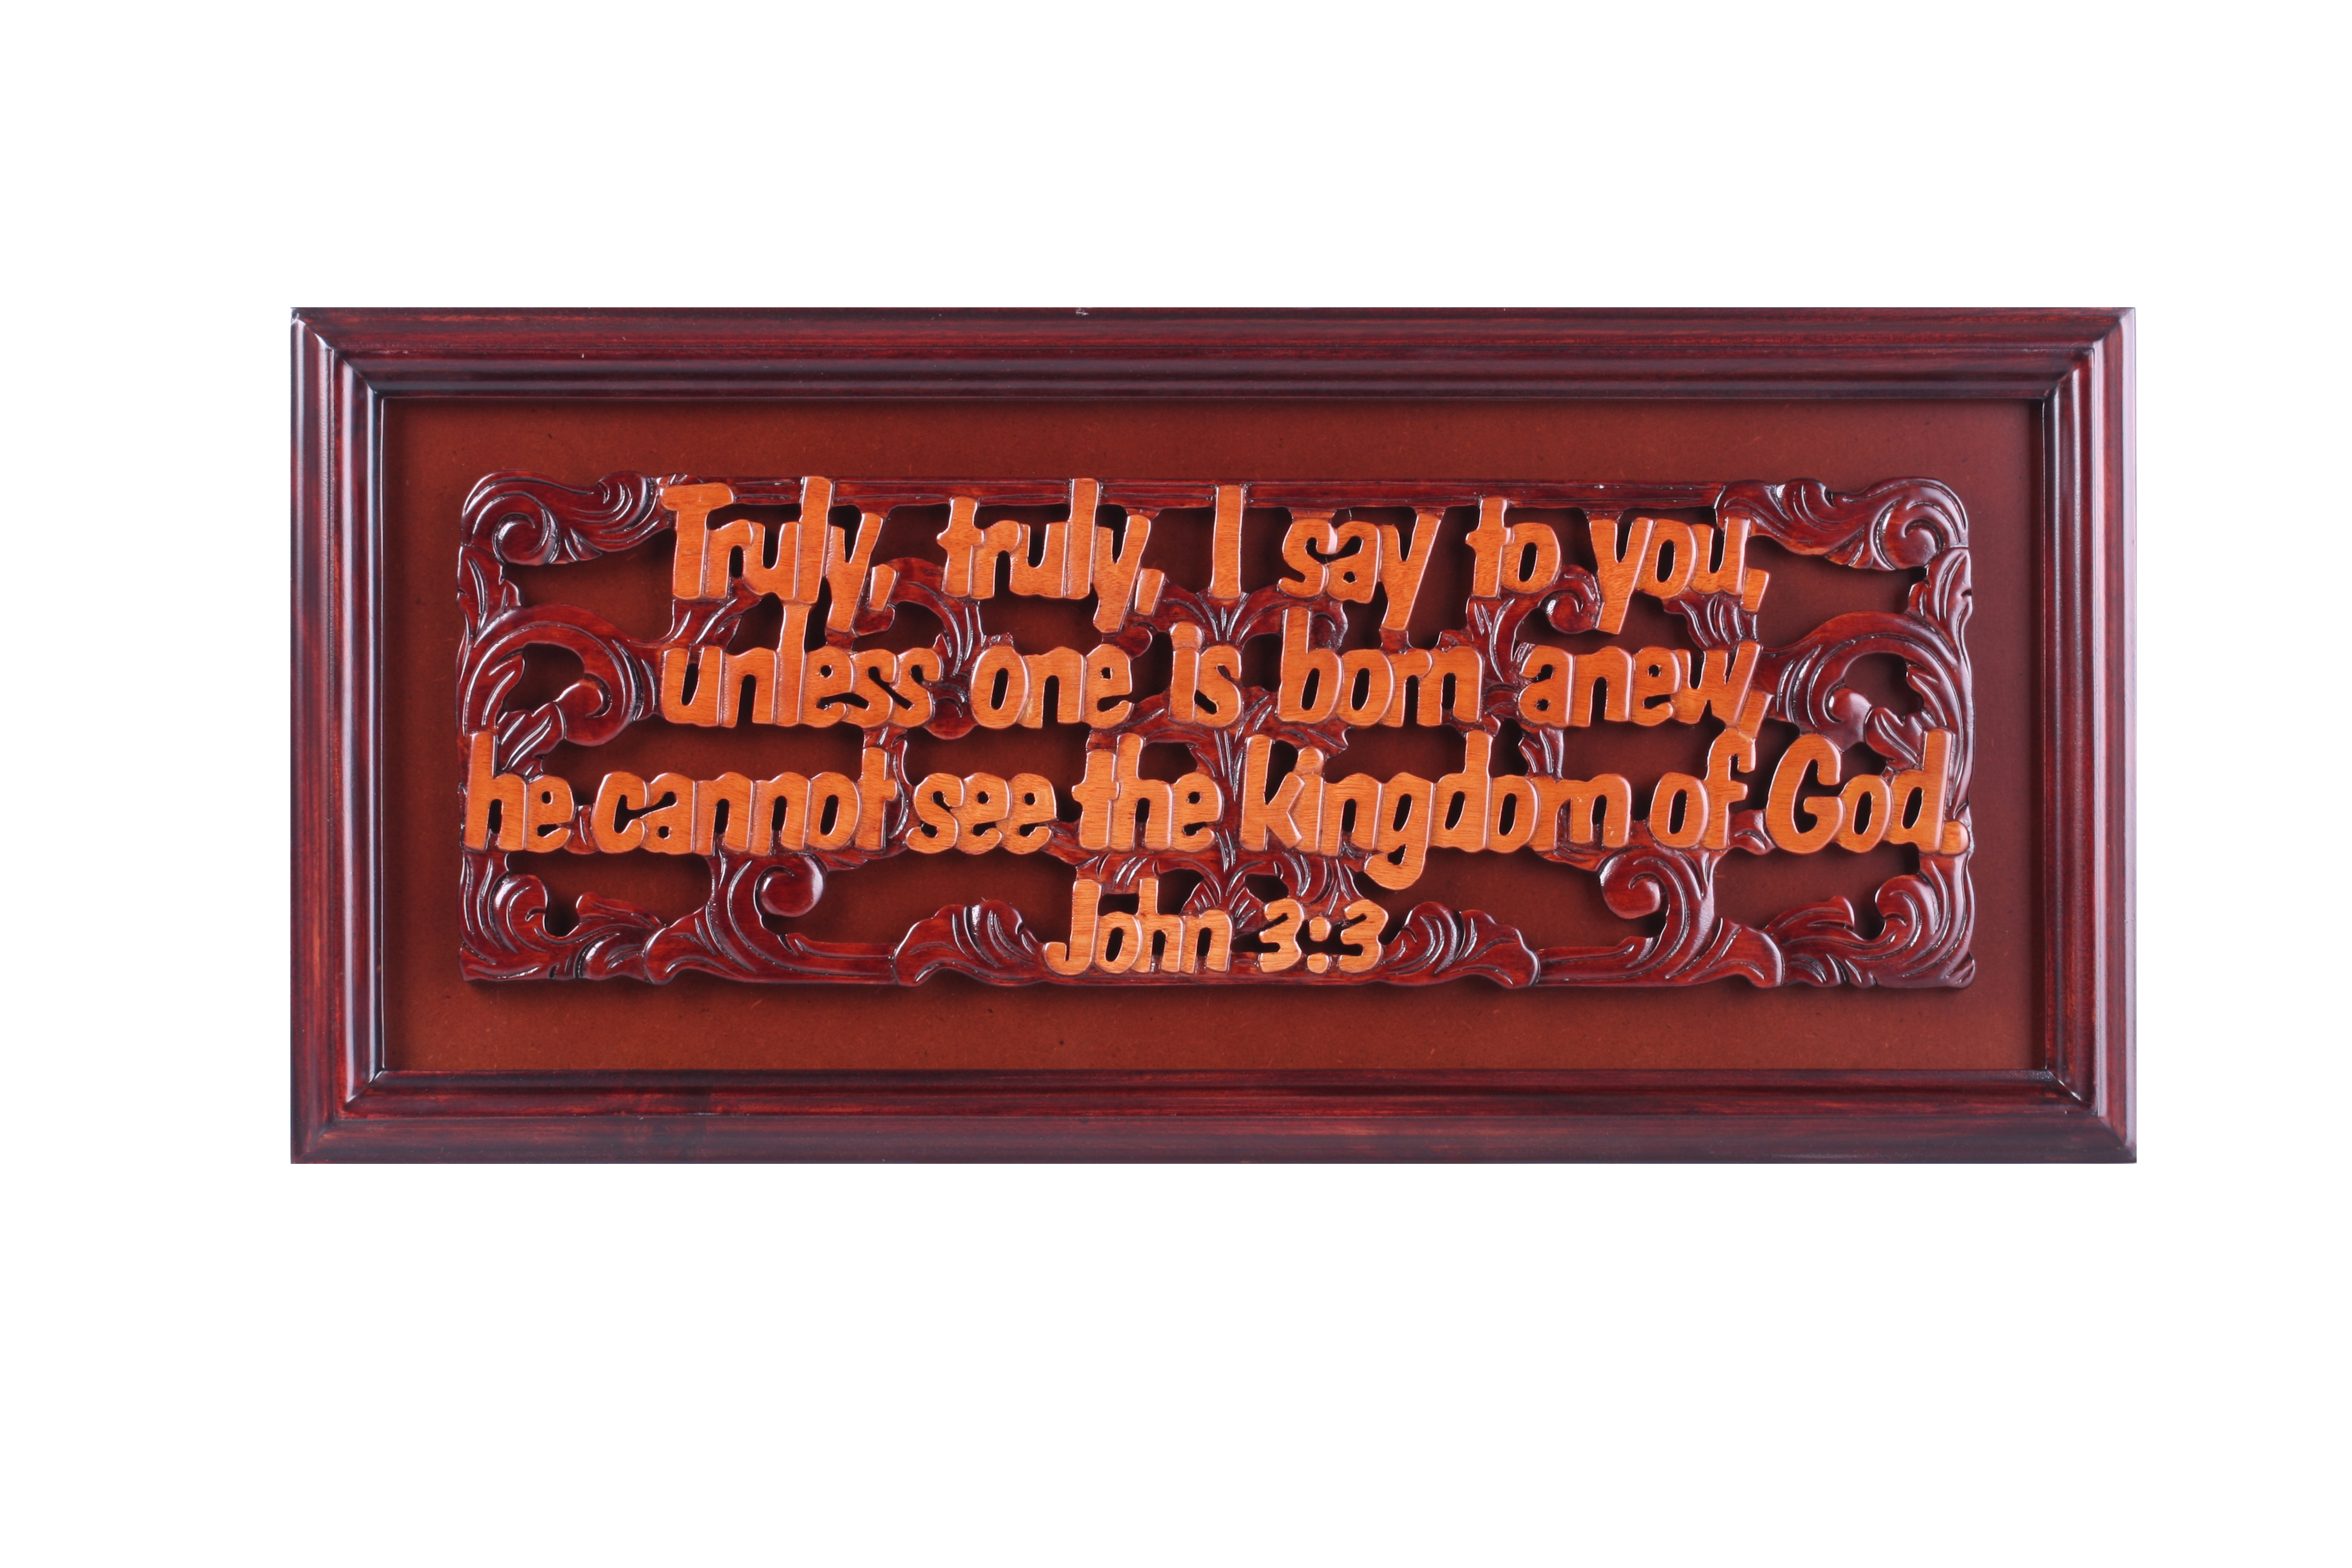 Truly, truly, I say to you,
unless one is born anew,
he cannot see the kingdom of God.
John 3:3